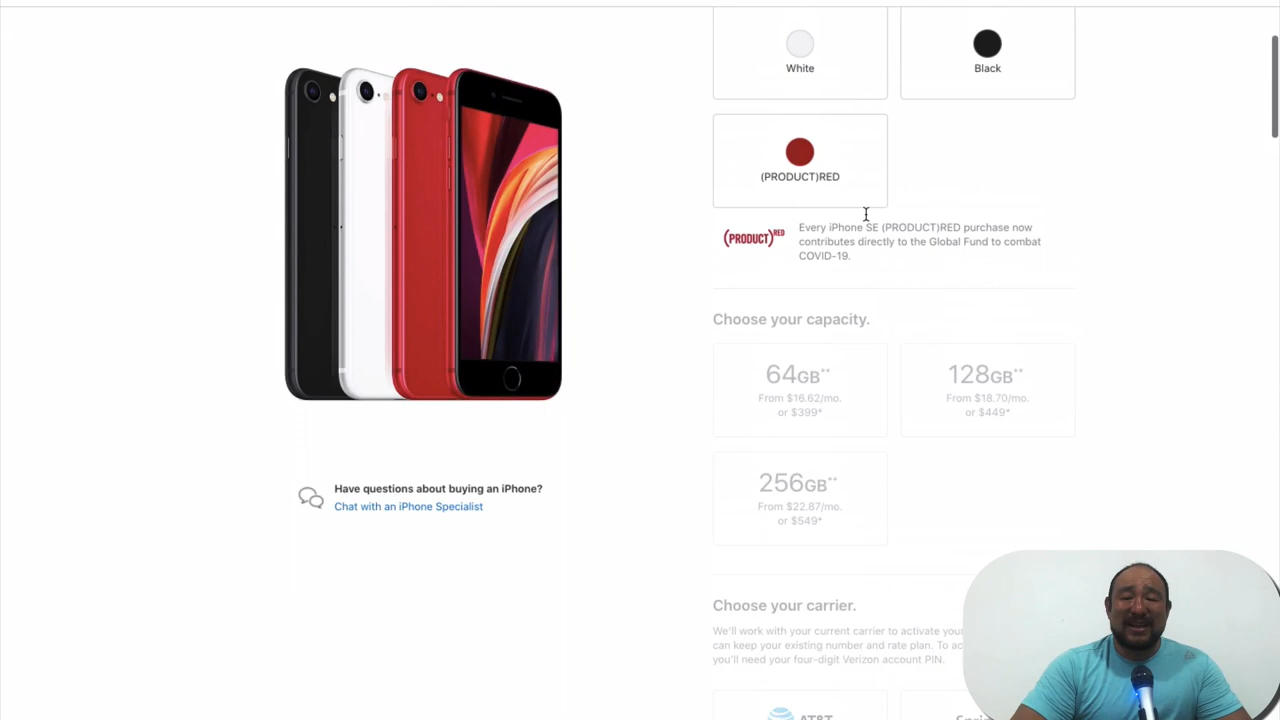 White
Black
(PRODUCT)RED
(PRODUCT)RED
Every iPhone SE (PRODUCT)RED purchase now
contributes directly to the Global Fund to combat
COVID-19.
Choose your capacity.
64GB**
From $16.62/mo.
or $399*
128GB**
From $18.70/mo.
or $449*
256GB**
From $22.87/mo.
or $549*
Have questions about buying an iPhone?
Chat with an iPhone Specialist
Choose your carrier.
We'll work with your current carrier to activate your
can keep your existing number and rate plan. To
you'll need your four-digit Verizon account PIN.
AT&T